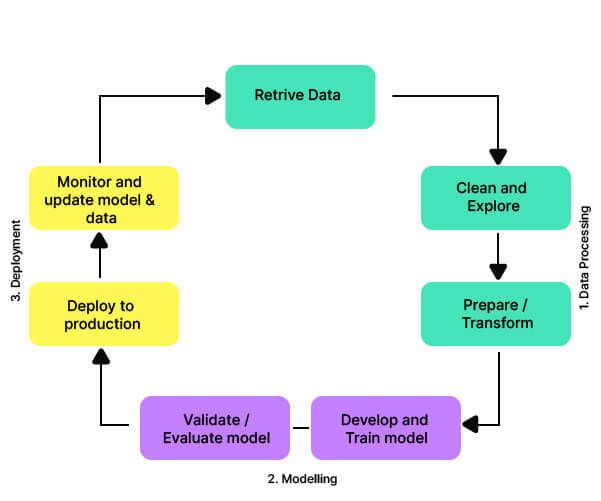 Retrive Data
Clean and
Explore
1. Data Processing
Prepare /
Transform
Develop and
Train model
Validate /
Evaluate model
2. Modelling
Deploy to
production
3. Deployment
Monitor and
update model &
data